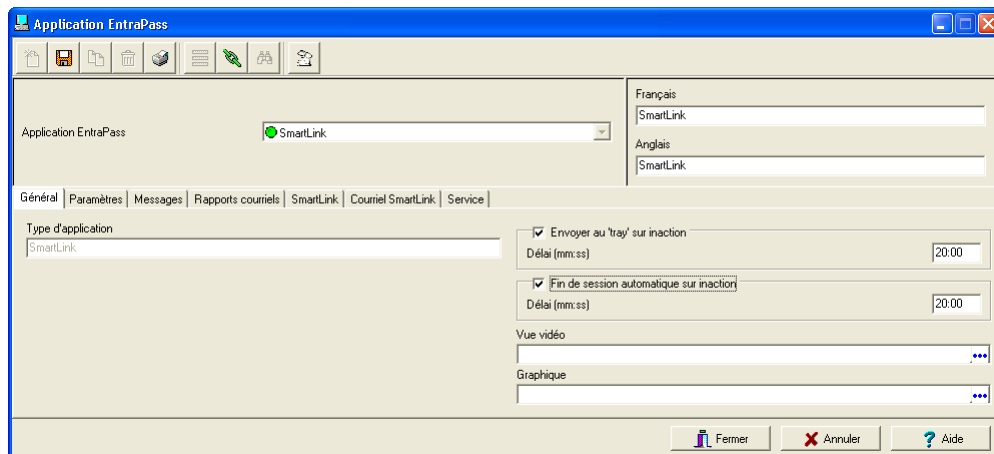 Application EntraPass
Français
SmartLink
Application EntraPass
SmartLink
Anglais
SmartLink
Général
Paramètres
Messages
Rapports courriels
SmartLink
Courriel SmartLink
Service
Type d'application
SmartLink
Envoyer au 'tray' sur inaction
Délai (mm:ss)
20:00
Fin de session automatique sur inaction
Délai (mm:ss)
20:00
Vue vidéo
Graphique
Fermer
Annuler
? Aide